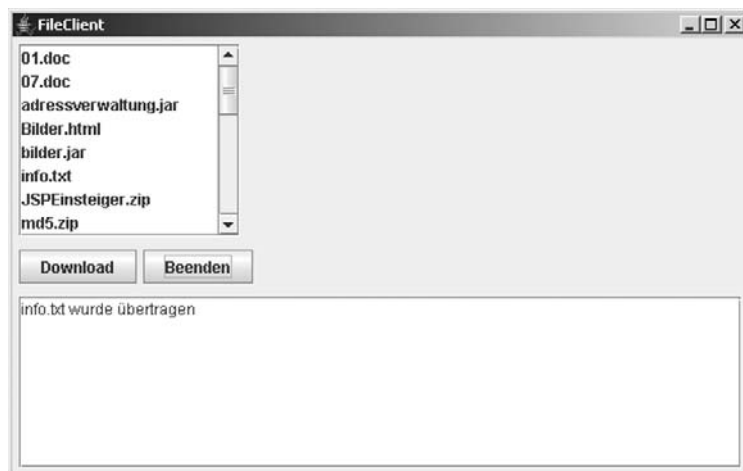 FileClient
01.doc
07.doc
adressverwaltung.jar
Bilder.html
bilder.jar
info.txt
JSPEinsteiger.zip
md5.zip
Download Beenden
info.txt wurde übertragen